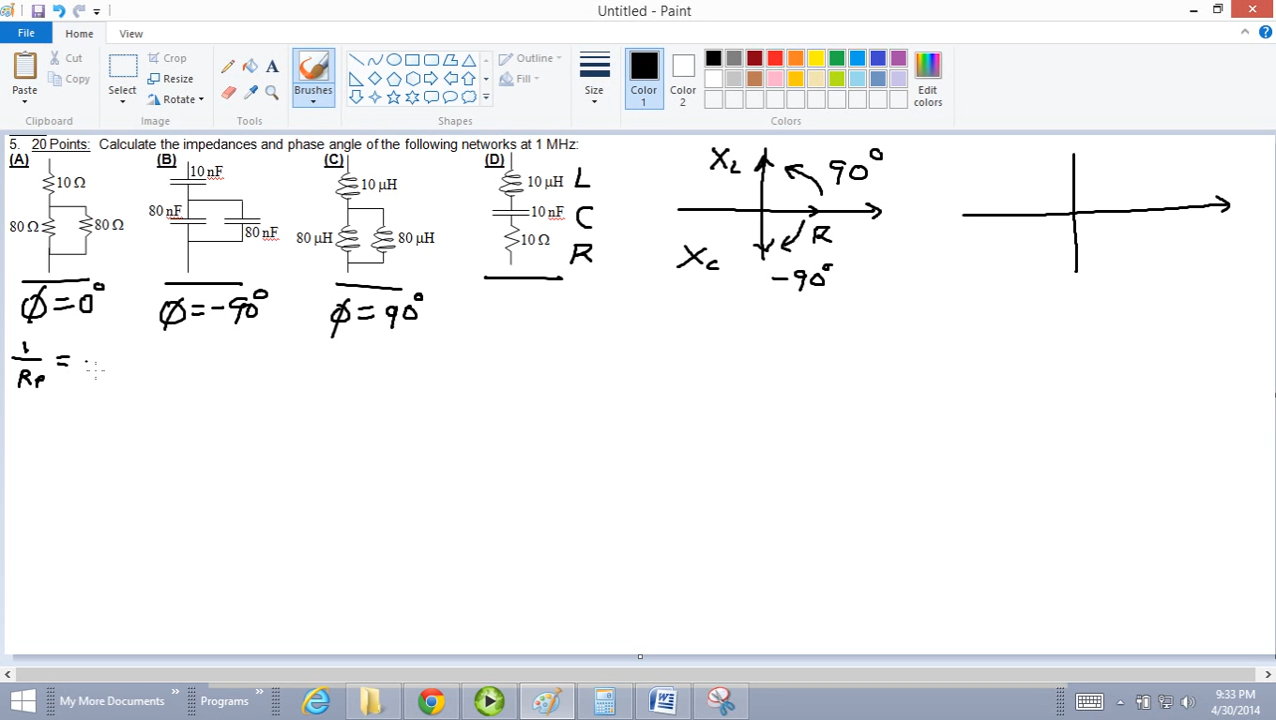 Untitled - Paint
File Home View
Paste Cut Copy Clipboard
Select Crop Resize Rotate Image
Tools
Brushes
Shapes Outline Fill
Size
Color 1 Color 2 Edit colors Colors
5. 20 Points: Calculate the impedances and phase angle of the following networks at 1 MHz:
(A) (B) (C) (D)
10 Ω 80 Ω 80 Ω
10 nF 80 nF 80 nF
10 µH 80 µH 80 µH
10 µH L
10 nF C
10 Ω R
XL 90°
R
XC -90°
Ø = 0° Ø = -90° Ø = 90°
1/RP =
My More Documents » Programs »
9:33 PM
4/30/2014